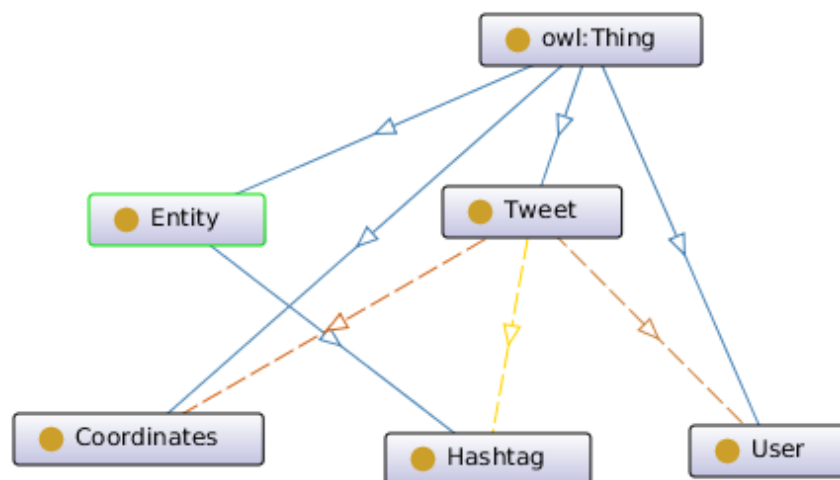 owl:Thing
Entity
Tweet
Coordinates
Hashtag
User